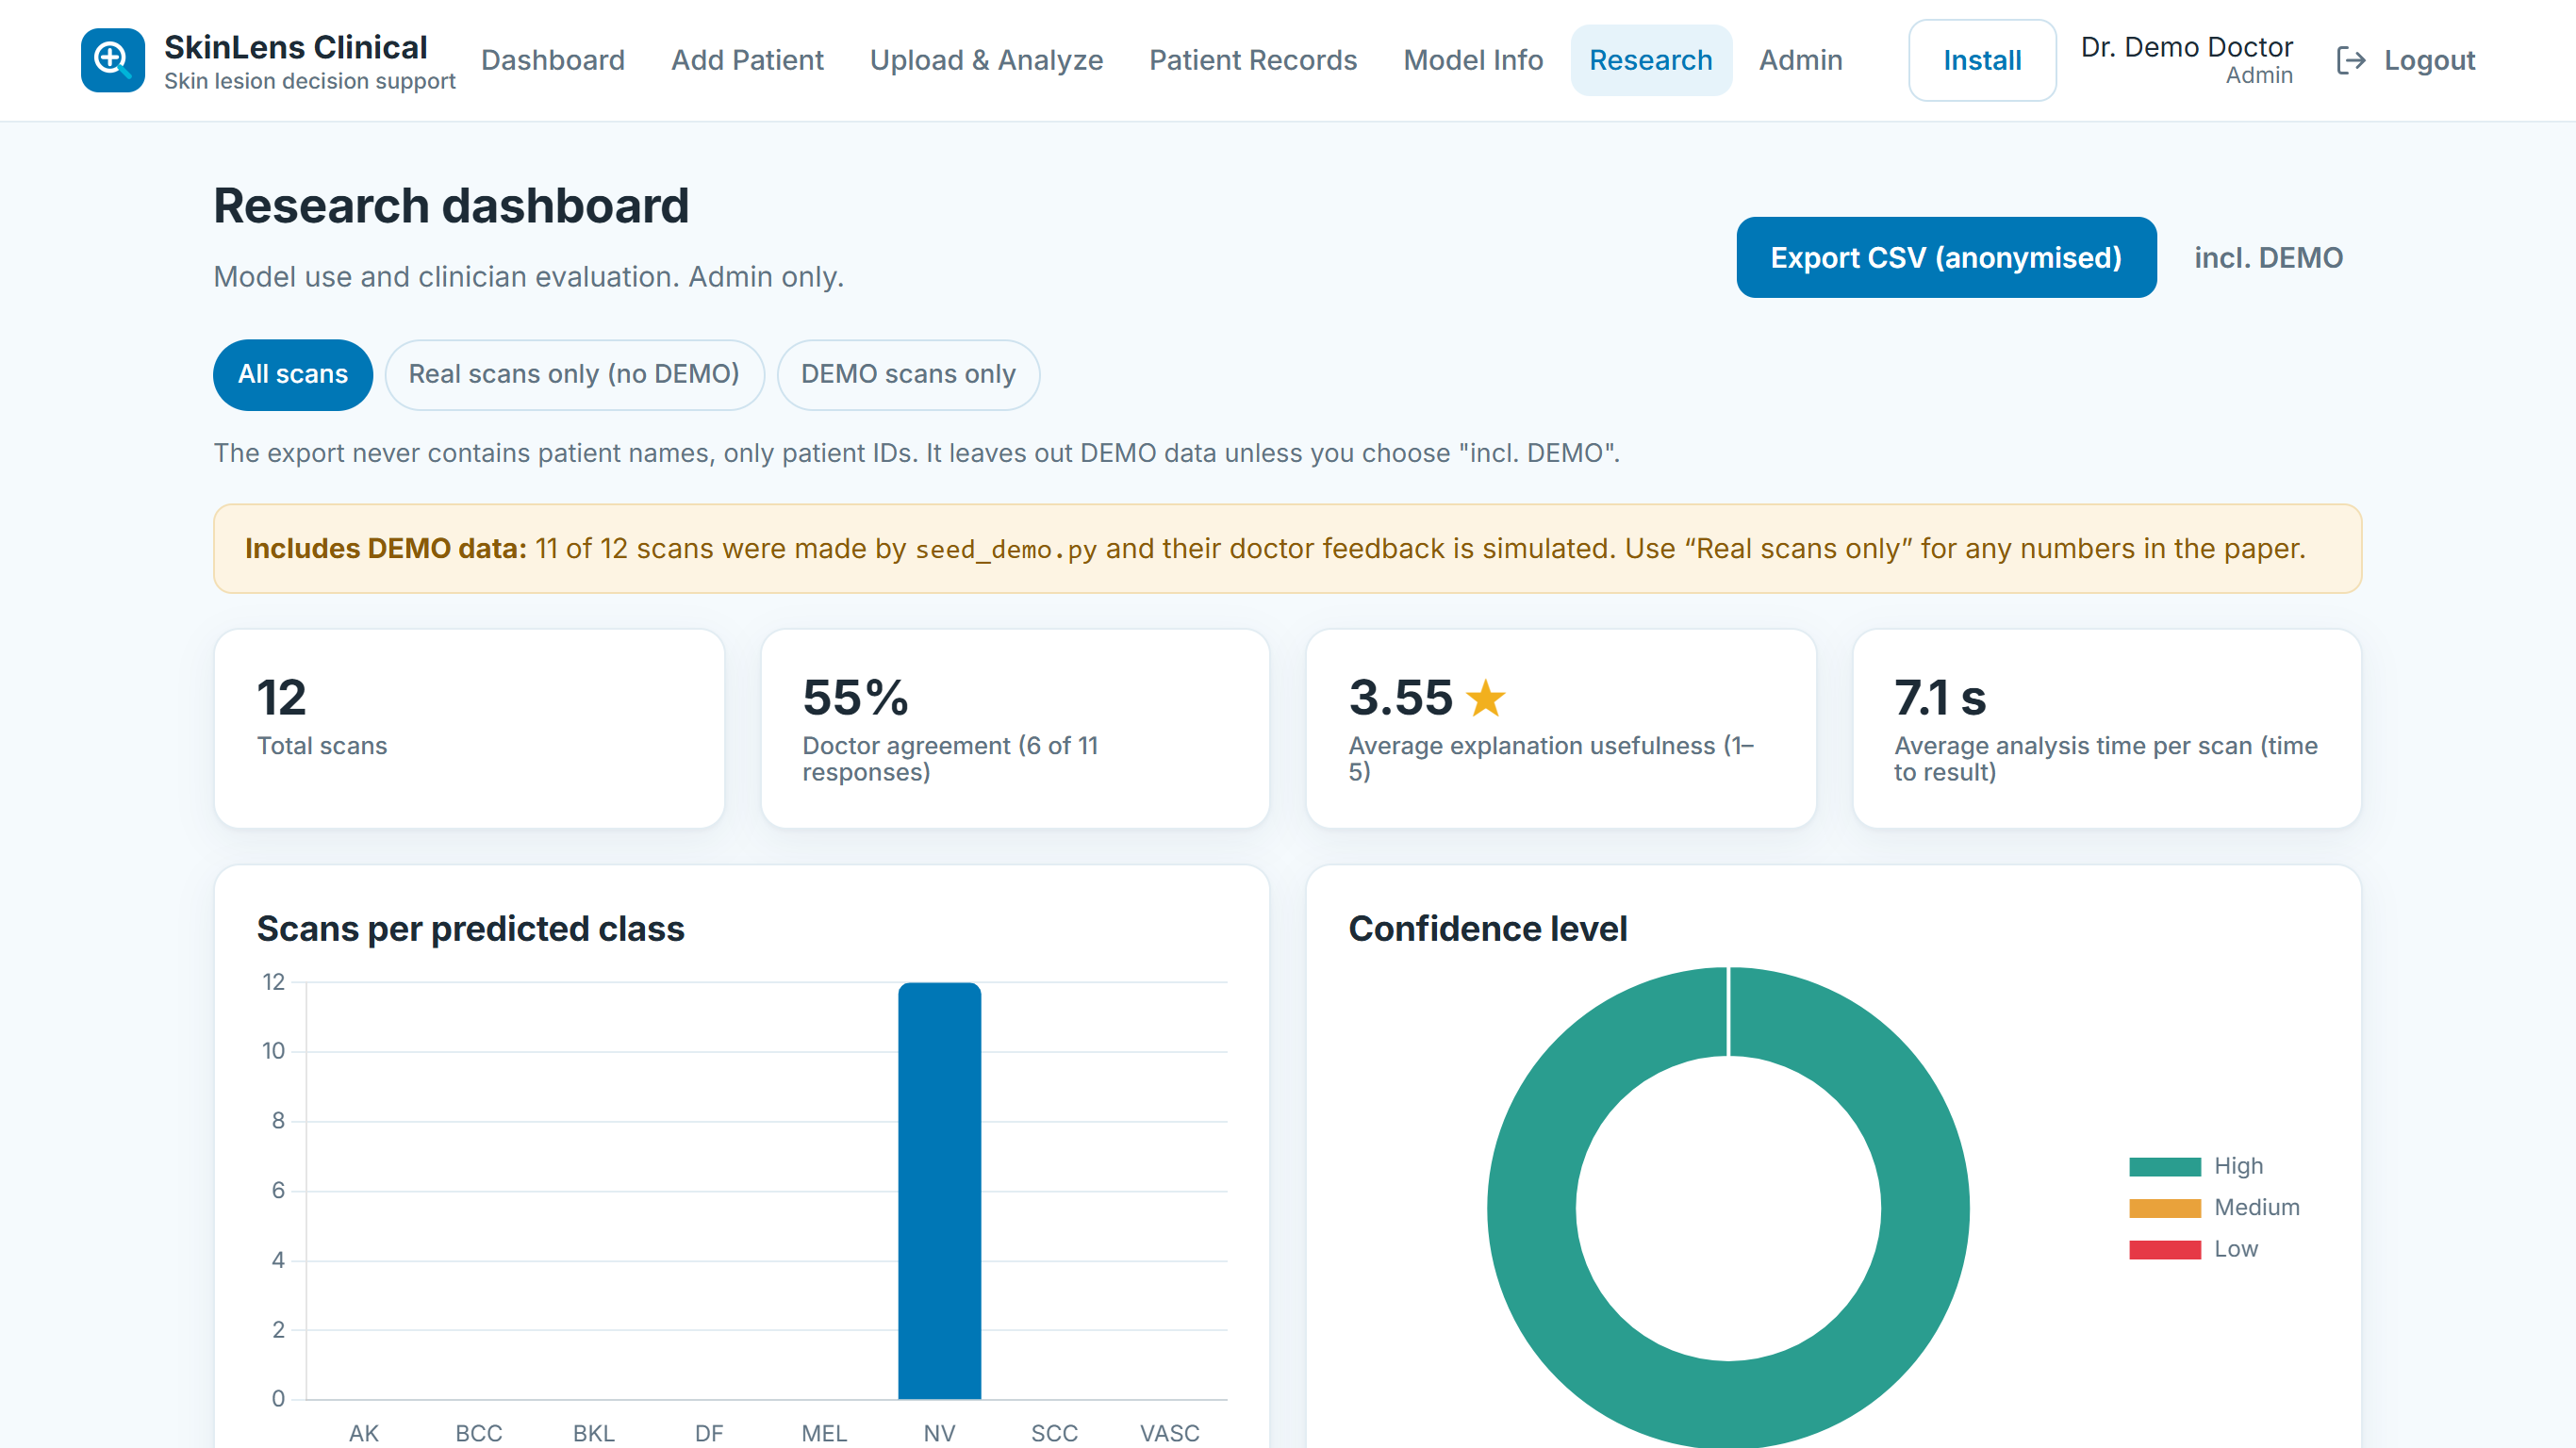 SkinLens Clinical
Skin lesion decision support
Dashboard
Add Patient
Upload & Analyze
Patient Records
Model Info
Research
Admin
Install
Dr. Demo Doctor
Admin
Logout
Research dashboard
Model use and clinician evaluation. Admin only.
Export CSV (anonymised)
incl. DEMO
All scans
Real scans only (no DEMO)
DEMO scans only
The export never contains patient names, only patient IDs. It leaves out DEMO data unless you choose "incl. DEMO".
Includes DEMO data: 11 of 12 scans were made by seed_demo.py and their doctor feedback is simulated. Use “Real scans only” for any numbers in the paper.
12
Total scans
55%
Doctor agreement (6 of 11
responses)
3.55 ★
Average explanation usefulness (1–
5)
7.1 s
Average analysis time per scan (time
to result)
Scans per predicted class
12
10
8
6
4
2
0
AK
BCC
BKL
DF
MEL
NV
SCC
VASC
Confidence level
High
Medium
Low